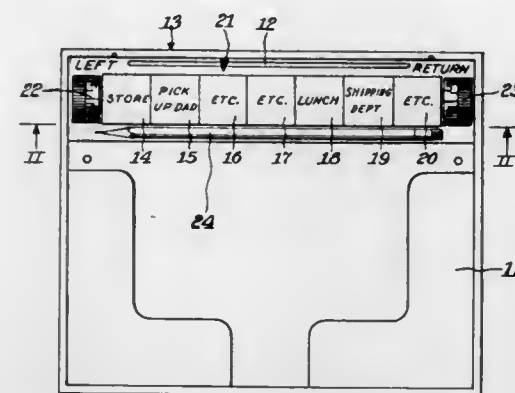 13 21 12
LEFT RETURN
22 STORE PICK UP DAD ETC. ETC. LUNCH SHIPPING DEPT ETC. 23
II 14 15 16 17 18 19 20 II
24